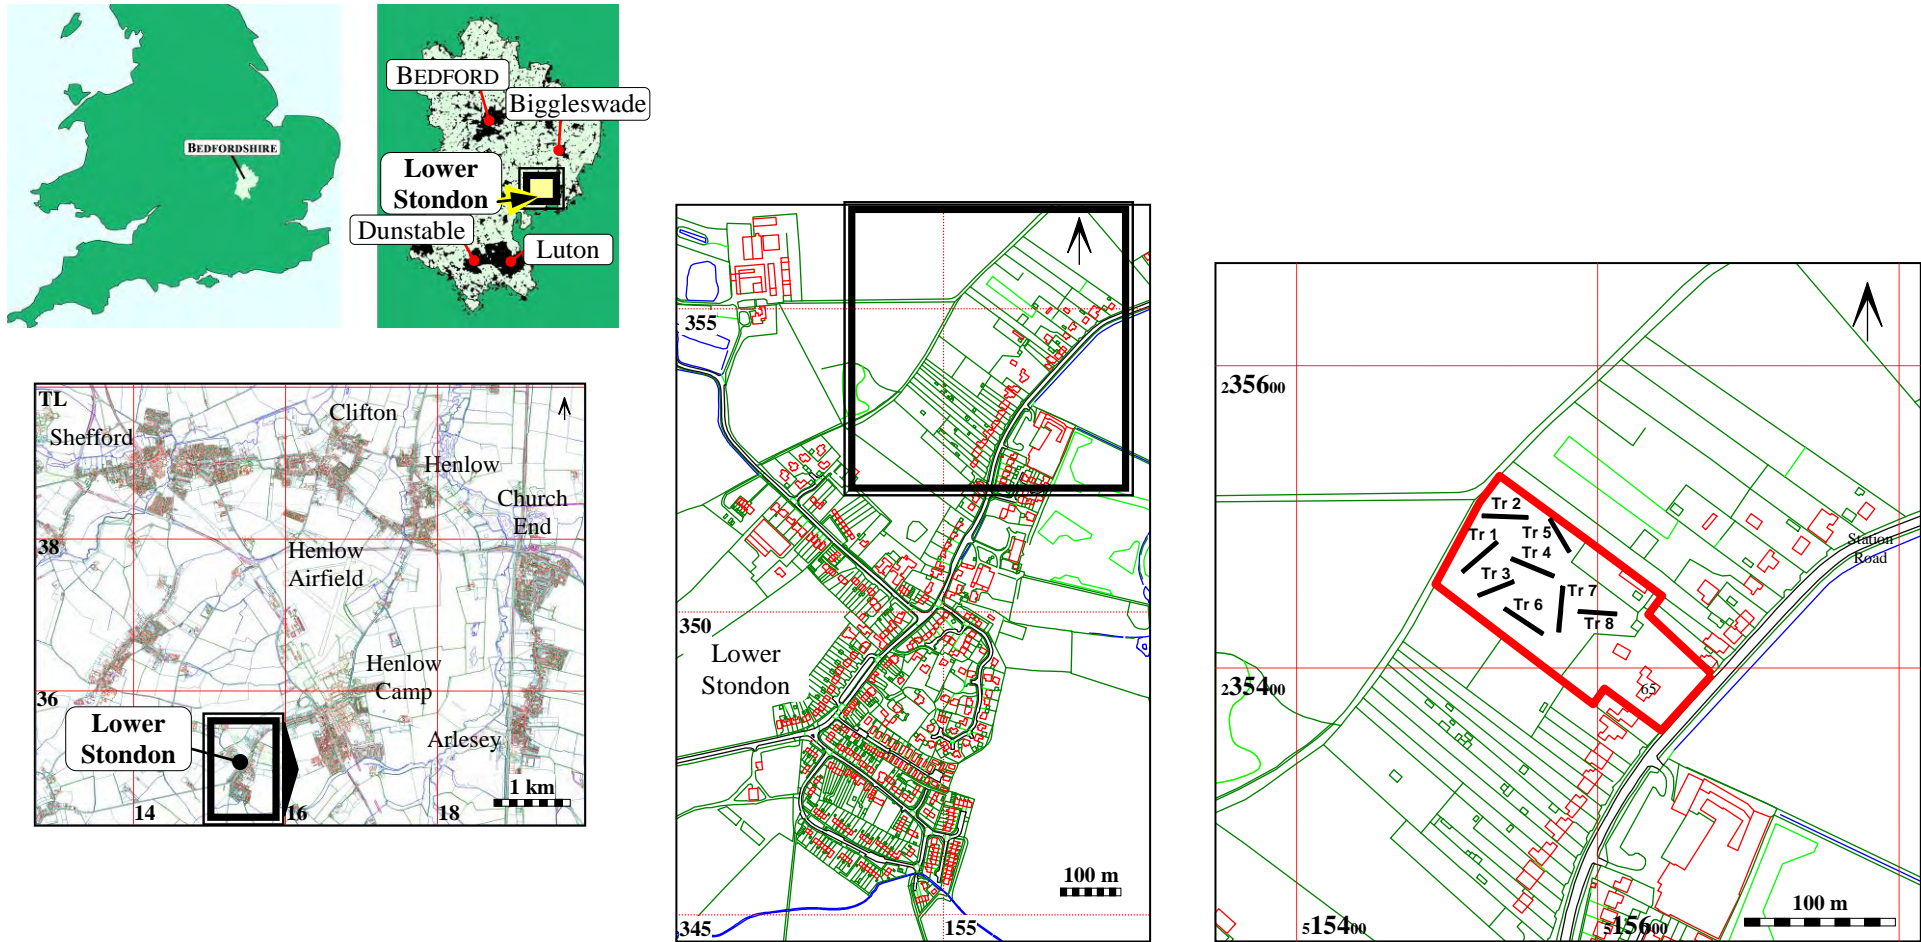 BEDFORDSHIRE
BEDFORD
Biggleswade
Lower
Stondon
Dunstable
Luton
TL
Shefford
Clifton
Henlow
Church
End
38
Henlow
Airfield
Henlow
Camp
36
Lower
Stondon
Arlesey
1 km
14
16
18
355
350
Lower
Stondon
100 m
345
155
235600
Tr 2
Tr 1
Tr 5
Tr 4
Tr 3
Tr 7
Tr 6
Tr 8
Station
Road
235400
65
100 m
515400
515600